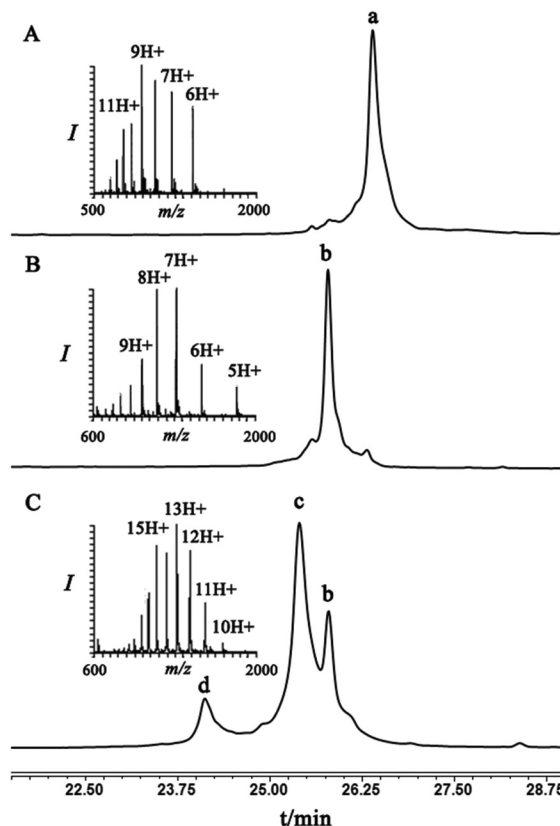 A
a
9H+
7H+
6H+
11H+
I
500
m/z
2000
B
b
7H+
8H+
9H+
6H+
5H+
I
600
m/z
2000
C
c
13H+
15H+
12H+
11H+
10H+
I
600
m/z
2000
b
d
22.50 23.75 25.00 26.25 27.50 28.75
t/min